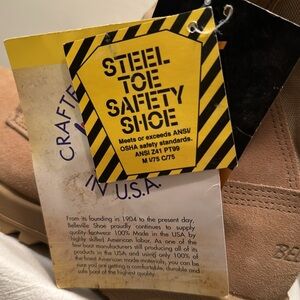 STEEL
TOE
SAFETY
SHOE
Meets or exceeds ANSI/
OSHA safety standards.
ANSI Z41 PT99
M I/75 C/75
CRAFTE
IN U.S.A.
From its founding in 1904 to the present day,
Belleville Shoe proudly continues to supply
quality footwear 100% Made in the USA by
highly skilled American labor. As one of the
few boot manufacturers still producing all of its
products in the USA and using only 100% of
the finest American made materials, you can be
sure you are getting a comfortable, durable and
safe boot of the highest quality.